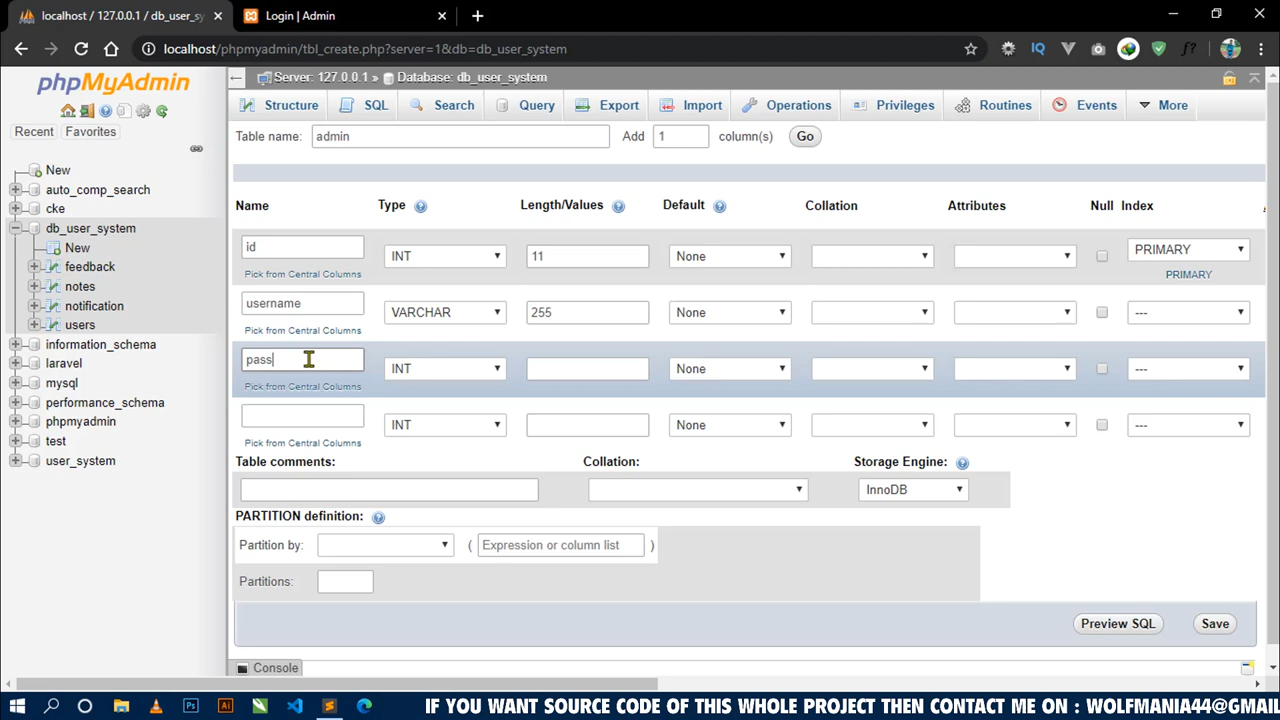 localhost / 127.0.0.1 / db_user_sy
Login | Admin
localhost/phpmyadmin/tbl_create.php?server=1&db=db_user_system
phpMyAdmin
Recent
Favorites
New
auto_comp_search
cke
db_user_system
New
feedback
notes
notification
users
information_schema
laravel
mysql
performance_schema
phpmyadmin
test
user_system
Server: 127.0.0.1 » Database: db_user_system
Structure SQL Search Query Export Import Operations Privileges Routines Events More
Table name: admin Add 1 column(s) Go
Name Type Length/Values Default Collation Attributes Null Index
id INT 11 None PRIMARY
Pick from Central Columns PRIMARY
username VARCHAR 255 None ---
Pick from Central Columns
pass INT None ---
Pick from Central Columns
INT None ---
Pick from Central Columns
Table comments: Collation: Storage Engine:
InnoDB
PARTITION definition:
Partition by: ( Expression or column list )
Partitions:
Preview SQL Save
Console
IF YOU WANT SOURCE CODE OF THIS WHOLE PROJECT THEN CONTACT ME ON : WOLFMANIA44@GMAIL